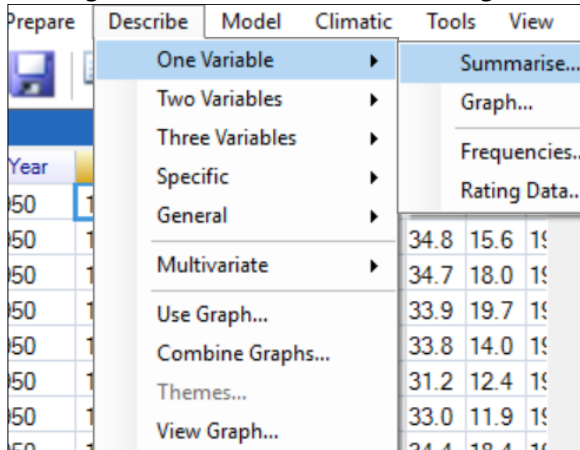 Prepare Describe Model Climatic Tools View
One Variable Summarise...
Two Variables Graph...
Three Variables Frequencies..
Year
Specific Rating Data..
General
34.8 15.6
Multivariate 34.7 18.0
Use Graph... 33.9 19.7
Combine Graphs... 33.8 14.0
Themes... 31.2 12.4
View Graph... 33.0 11.9